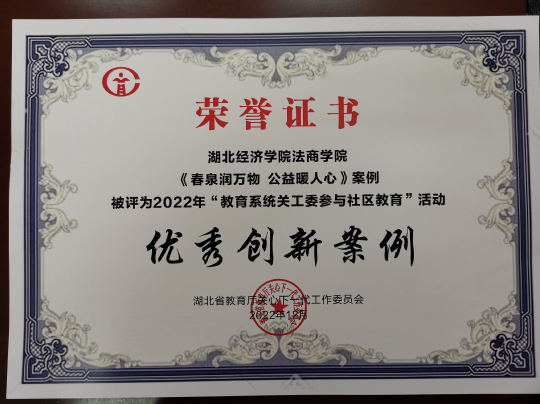 荣誉证书
湖北经济学院法商学院
《春泉润万物 公益暖人心》案例
被评为2022年“教育系统关工委参与社区教育”活动
优秀创新案例
湖北省教育厅关心下一代工作委员会
2022年12月